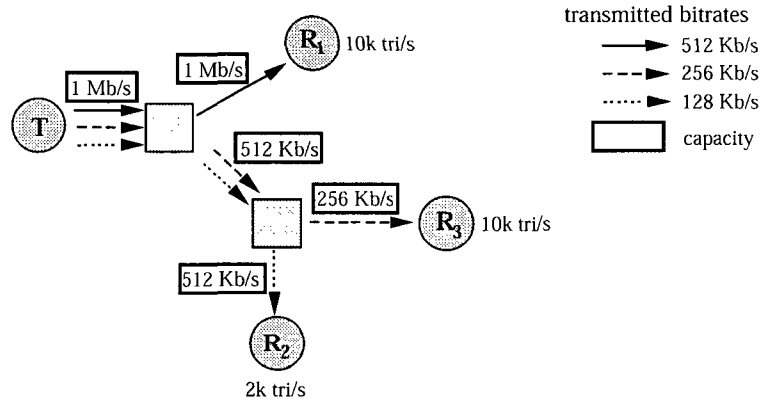 transmitted bitrates
512 Kb/s
256 Kb/s
128 Kb/s
capacity
R1
10k tri/s
1 Mb/s
1 Mb/s
T
512 Kb/s
256 Kb/s
R3
10k tri/s
512 Kb/s
R2
2k tri/s